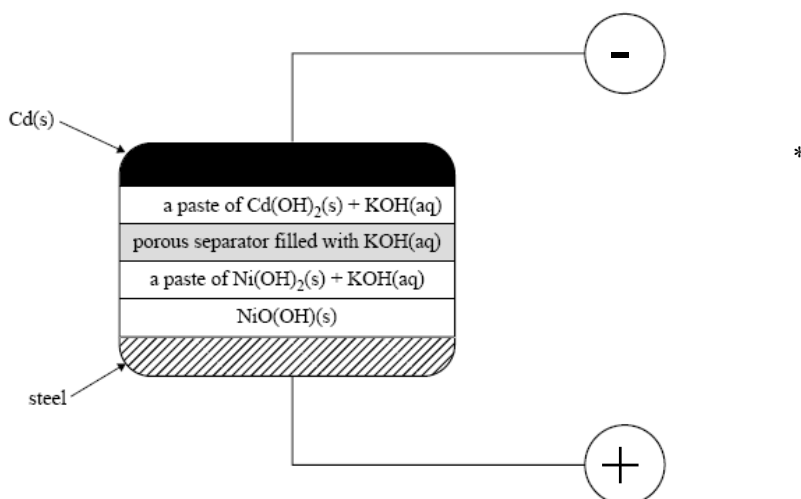 -
Cd(s)
*
a paste of Cd(OH)₂(s) + KOH(aq)
porous separator filled with KOH(aq)
a paste of Ni(OH)₂(s) + KOH(aq)
NiO(OH)(s)
steel
+